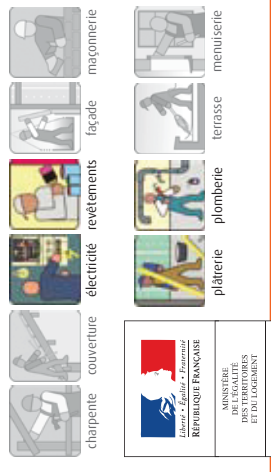 charpente
couverture
électricité
revêtements
façade
maçonnerie
Liberté • Égalité • Fraternité
RÉPUBLIQUE FRANÇAISE
MINISTÈRE
DE L'ÉGALITÉ
DES TERRITOIRES
ET DU LOGEMENT
plâtrerie
plomberie
terrasse
menuiserie